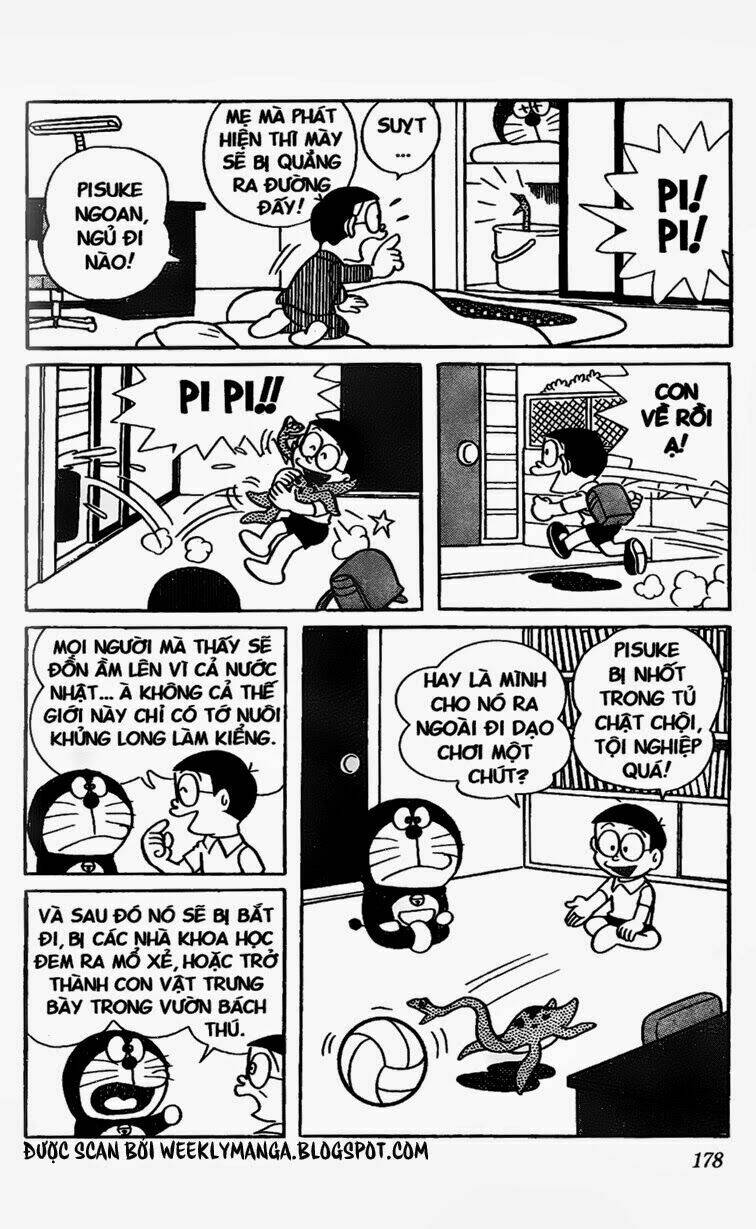 PI!
PI!
SUỴT
...
MẸ MÀ PHÁT
HIỆN THÌ MÀY
SẼ BỊ QUẲNG
RA ĐƯỜNG
ĐẤY!
PISUKE
NGOAN,
NGỦ ĐI
NÀO!
CON
VỀ RỒI
Ạ!
PI PI!!
PISUKE
BỊ NHỐT
TRONG TỦ
CHẬT CHỘI,
TỘI NGHIỆP
QUÁ!
HAY LÀ MÌNH
CHO NÓ RA
NGOÀI ĐI DẠO
CHƠI MỘT
CHÚT?
MỌI NGƯỜI MÀ THẤY SẼ
ĐỒN ẦM LÊN VÌ CẢ NƯỚC
NHẬT... À KHÔNG CẢ THẾ
GIỚI NÀY CHỈ CÓ TỚ NUÔI
KHỦNG LONG LÀM KIỂNG.
VÀ SAU ĐÓ NÓ SẼ BỊ BẮT
ĐI, BỊ CÁC NHÀ KHOA HỌC
ĐEM RA MỔ XẺ, HOẶC TRỞ
THÀNH CON VẬT TRƯNG
BÀY TRONG VƯỜN BÁCH
THÚ.
ĐƯỢC SCAN BỞI WEEKLYMANGA.BLOGSPOT.COM
178